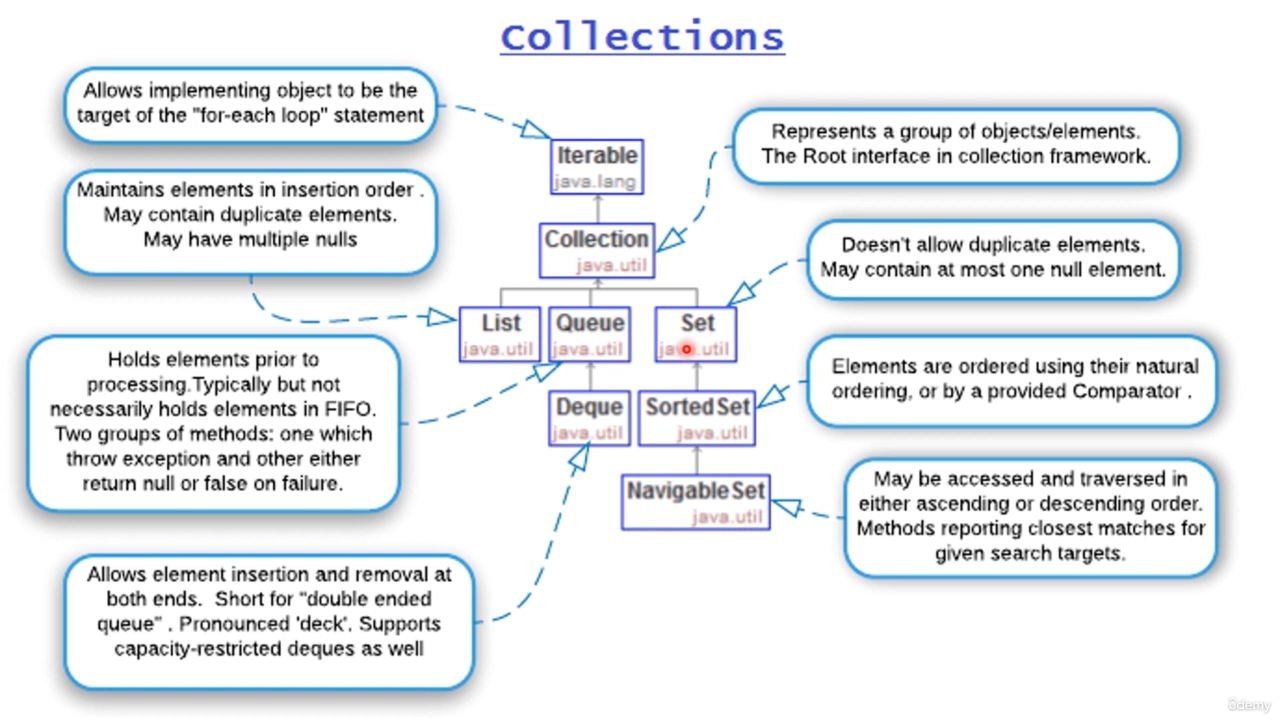 Collections
Allows implementing object to be the
target of the "for-each loop" statement
Represents a group of objects/elements.
The Root interface in collection framework.
Iterable
java.lang
Maintains elements in insertion order .
May contain duplicate elements.
May have multiple nulls
Collection
java.util
Doesn't allow duplicate elements.
May contain at most one null element.
List
java.util
Queue
java.util
Set
java.util
Holds elements prior to
processing.Typically but not
necessarily holds elements in FIFO.
Two groups of methods: one which
throw exception and other either
return null or false on failure.
Elements are ordered using their natural
ordering, or by a provided Comparator .
Deque
java.util
SortedSet
java.util
NavigableSet
java.util
May be accessed and traversed in
either ascending or descending order.
Methods reporting closest matches for
given search targets.
Allows element insertion and removal at
both ends. Short for "double ended
queue" . Pronounced 'deck'. Supports
capacity-restricted deques as well
ûdemy